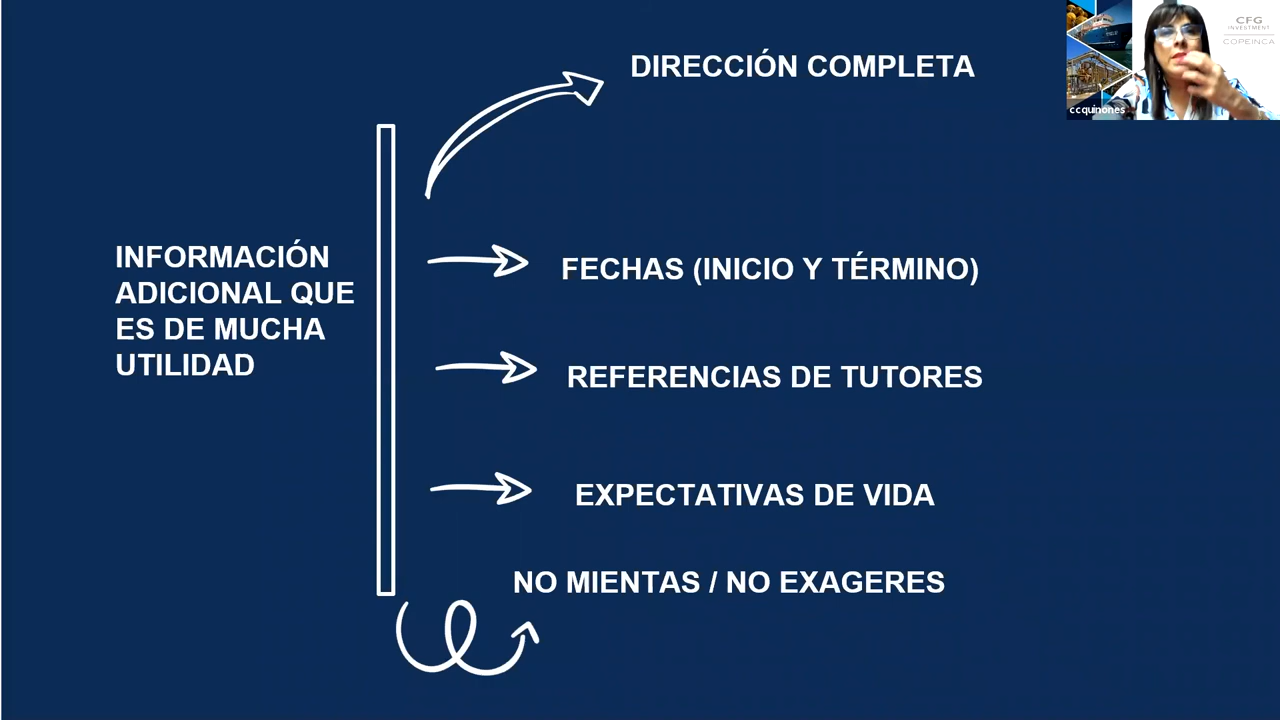 DIRECCIÓN COMPLETA
CFG
INVESTMENT
COPEINCA
ccquinones
INFORMACIÓN
ADICIONAL QUE
ES DE MUCHA
UTILIDAD
FECHAS (INICIO Y TÉRMINO)
REFERENCIAS DE TUTORES
EXPECTATIVAS DE VIDA
NO MIENTAS / NO EXAGERES